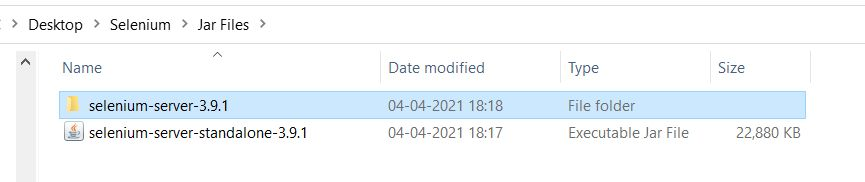 Desktop > Selenium > Jar Files >
Name Date modified Type Size
selenium-server-3.9.1 04-04-2021 18:18 File folder
selenium-server-standalone-3.9.1 04-04-2021 18:17 Executable Jar File 22,880 KB